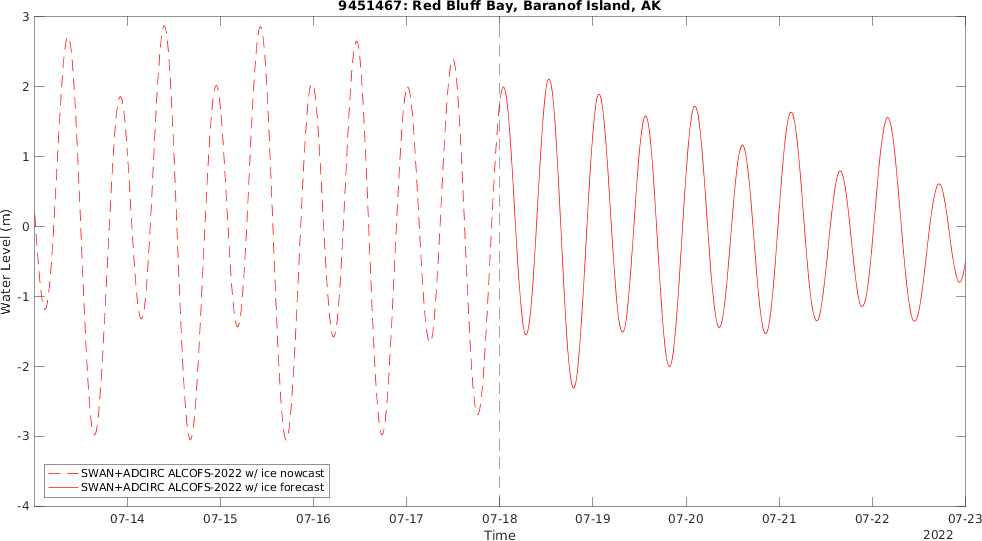 9451467: Red Bluff Bay, Baranof Island, AK
3
2
1
0
-1
-2
-3
-4
Water Level (m)
SWAN+ADCIRC ALCOFS-2022 w/ ice nowcast
SWAN+ADCIRC ALCOFS-2022 w/ ice forecast
07-14 07-15 07-16 07-17 07-18 07-19 07-20 07-21 07-22 07-23
Time
2022